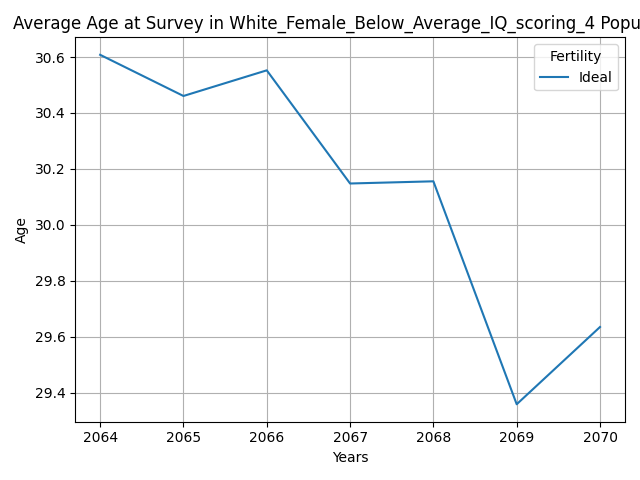 Average Age at Survey in White_Female_Below_Average_IQ_scoring_4 Popu
30.6
30.4
30.2
30.0
29.8
29.6
29.4
Age
Fertility
Ideal
2064 2065 2066 2067 2068 2069 2070
Years